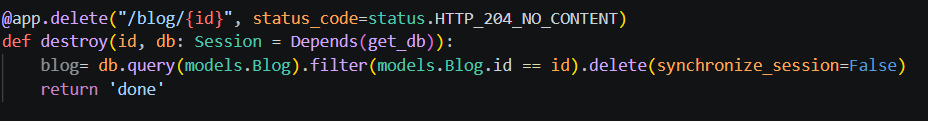 @app.delete("/blog/{id}", status_code=status.HTTP_204_NO_CONTENT)
def destroy(id, db: Session = Depends(get_db)):
    blog= db.query(models.Blog).filter(models.Blog.id == id).delete(synchronize_session=False)
    return 'done'